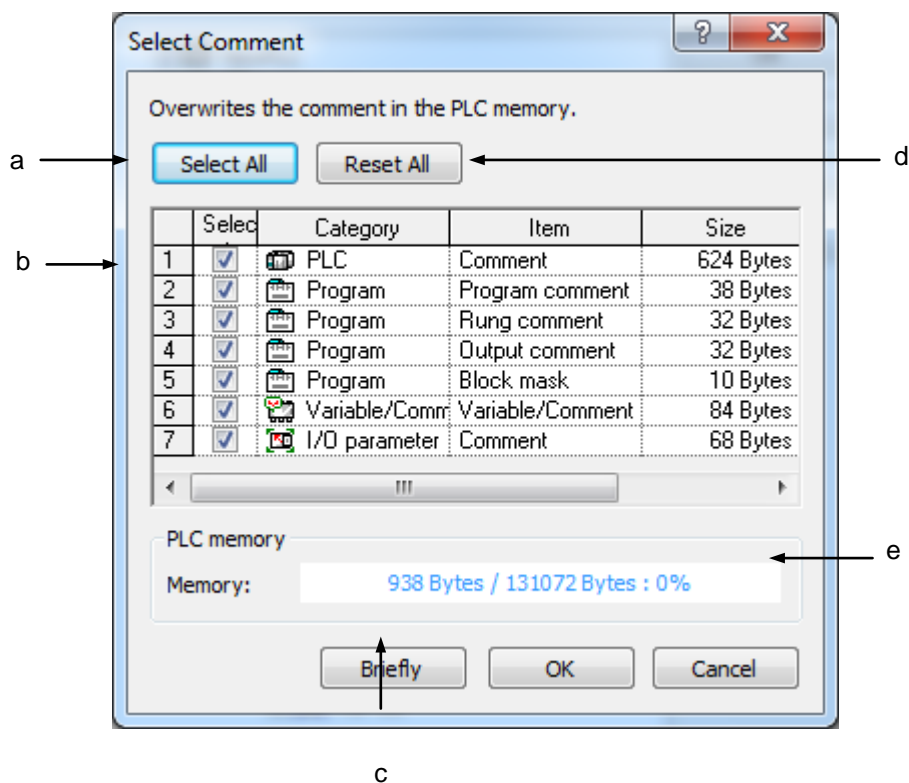 Select Comment
Overwrites the comment in the PLC memory.
a Select All Reset All d
Selec Category Item Size
b 1 PLC Comment 624 Bytes
2 Program Program comment 38 Bytes
3 Program Rung comment 32 Bytes
4 Program Output comment 32 Bytes
5 Program Block mask 10 Bytes
6 Variable/Comm Variable/Comment 84 Bytes
7 I/O parameter Comment 68 Bytes
PLC memory
e
Memory: 938 Bytes / 131072 Bytes : 0%
Briefly OK Cancel
c